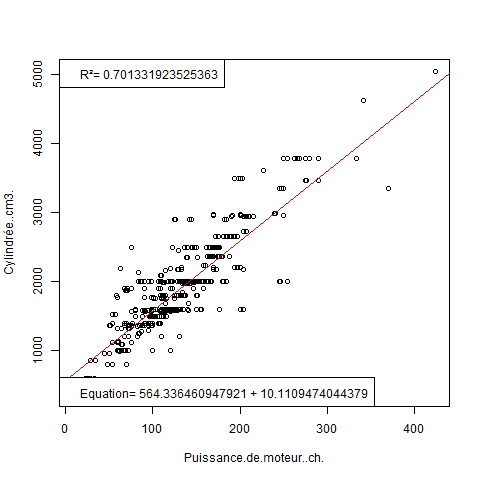 R²= 0.701331923525363
5000
4000
3000
2000
1000
Cylindrée..cm3.
Equation= 564.336460947921 + 10.1109474044379
0 100 200 300 400
Puissance.de.moteur..ch.